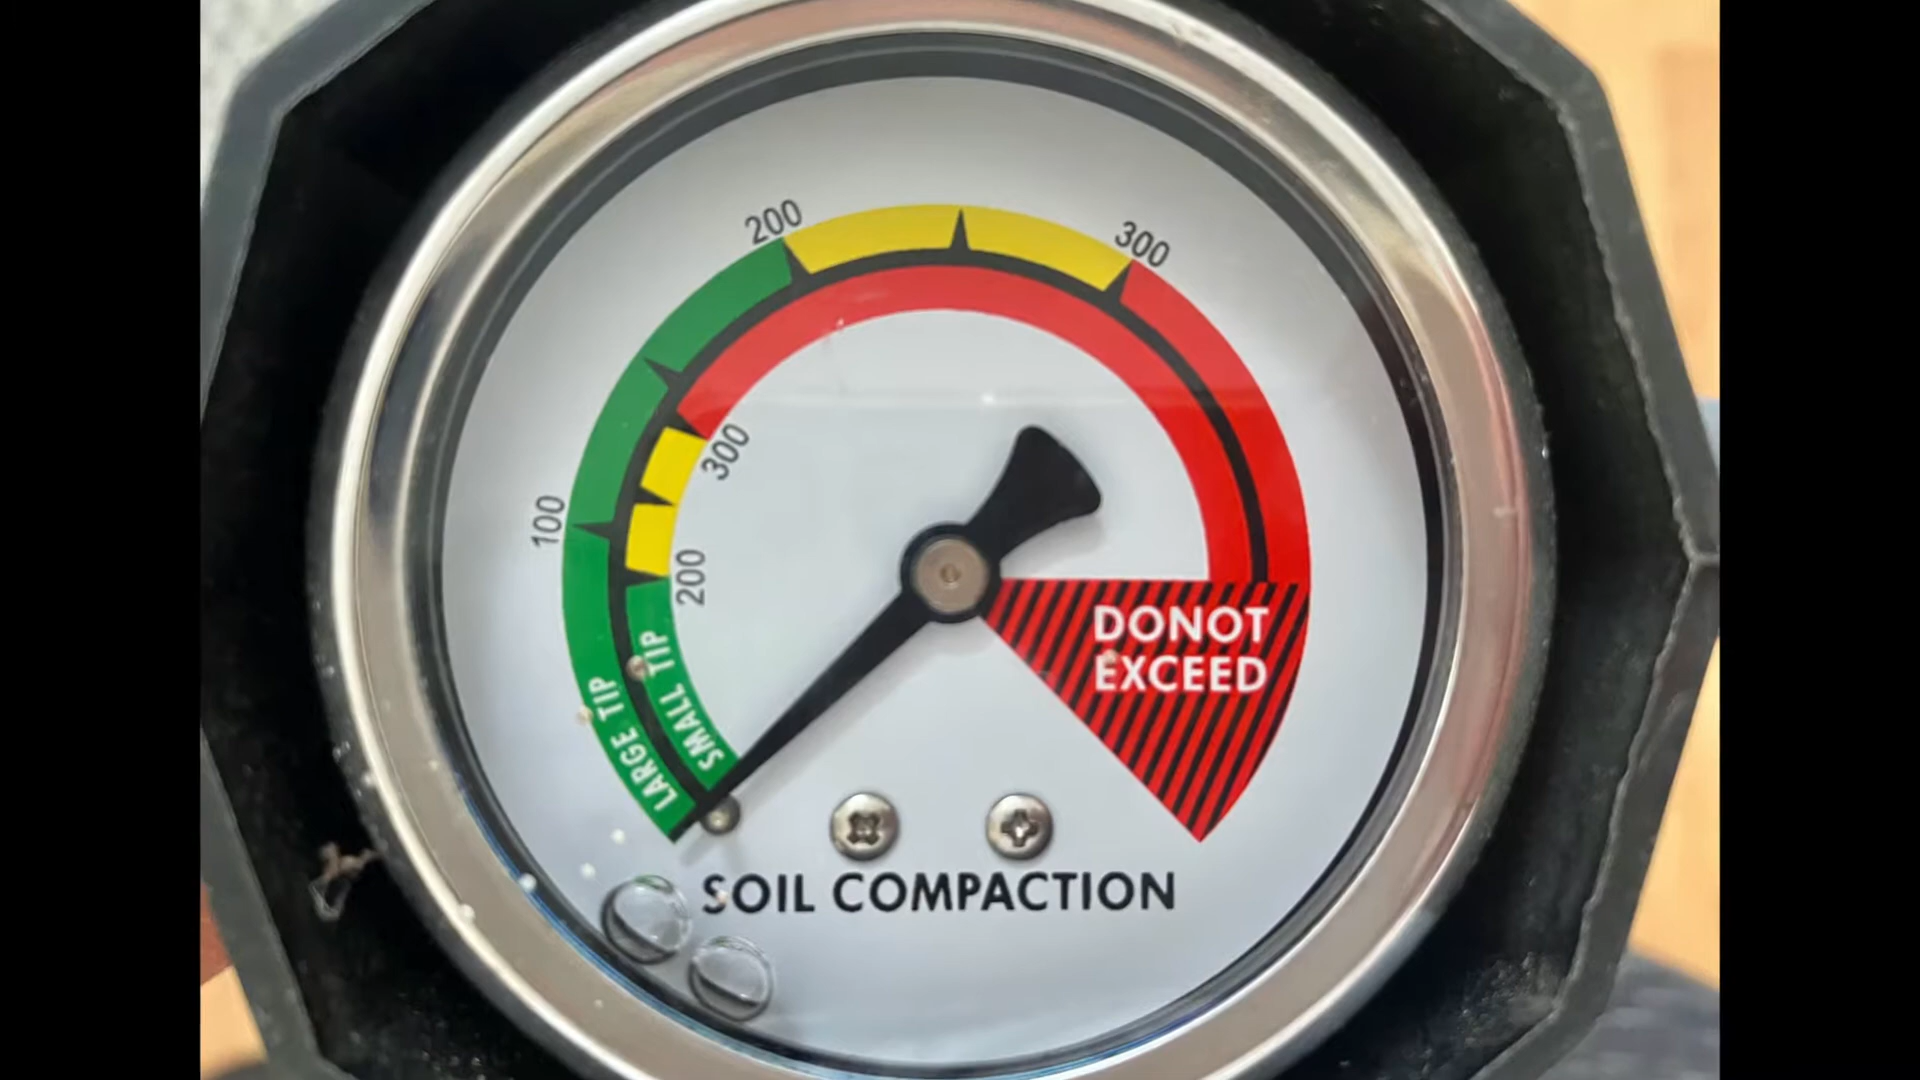 200
300
100
300
200
LARGE TIP
SMALL TIP
DONOT
EXCEED
SOIL COMPACTION